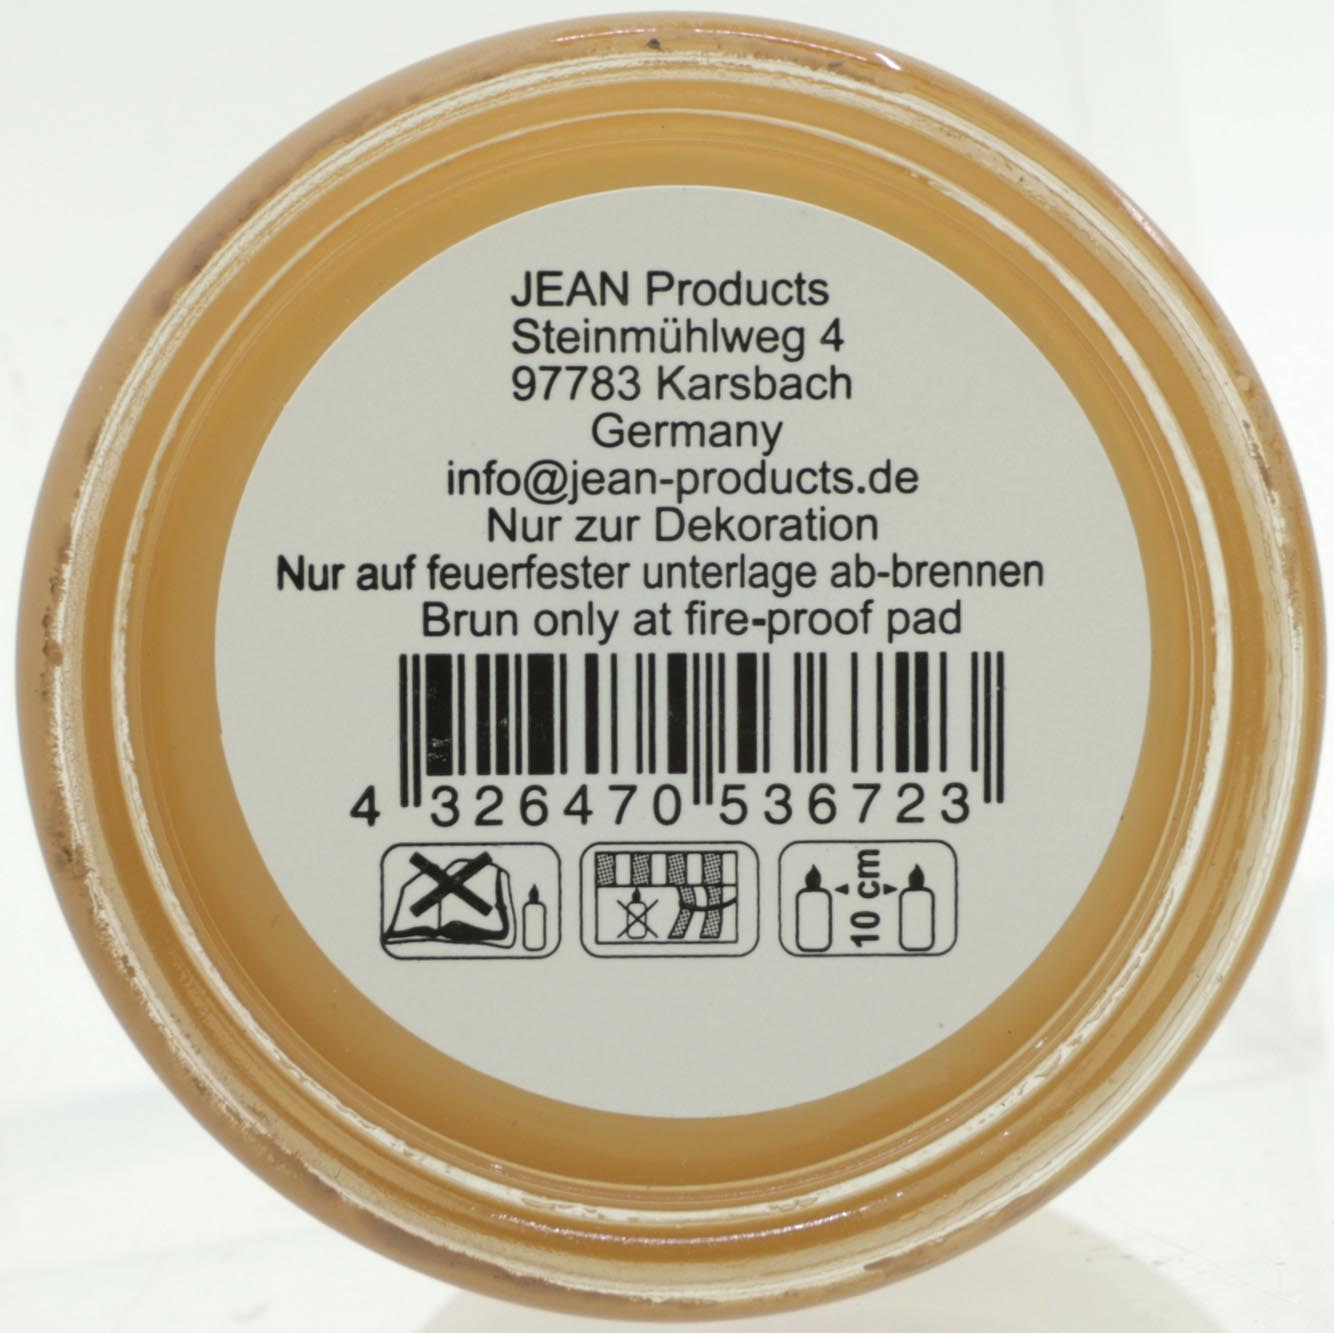 JEAN Products
Steinmühlweg 4
97783 Karsbach
Germany
info@jean-products.de
Nur zur Dekoration
Nur auf feuerfester unterlage ab-brennen
Brun only at fire-proof pad
4 326470 536723
10 cm